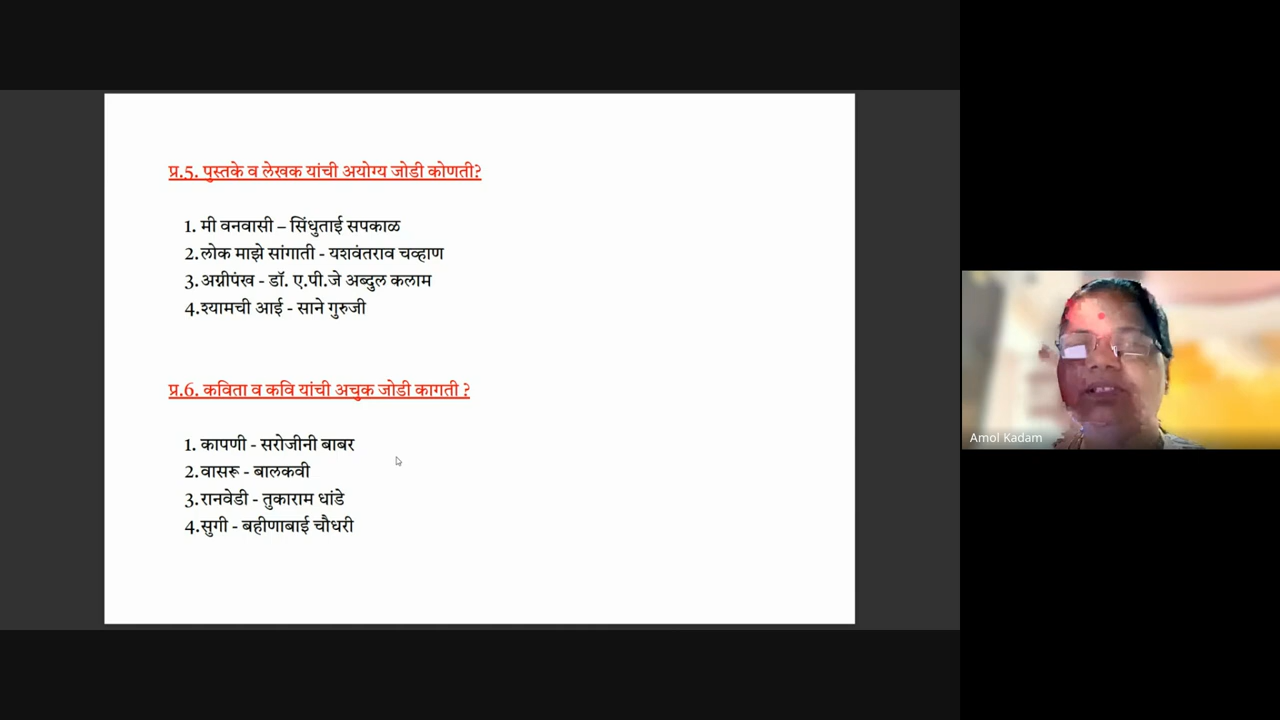 प्र.5. पुस्तके व लेखक यांची अयोग्य जोडी कोणती?
1. मी वनवासी – सिंधुताई सपकाळ
2. लोक माझे सांगाती - यशवंतराव चव्हाण
3. अग्नीपंख - डॉ. ए.पी.जे अब्दुल कलाम
4. श्यामची आई - साने गुरुजी
प्र.6. कविता व कवि यांची अचुक जोडी कागती ?
1. कापणी - सरोजीनी बाबर
2. वासरू - बालकवी
3. रानवेडी - तुकाराम धांडे
4. सुगी - बहीणाबाई चौधरी
Amol Kadam